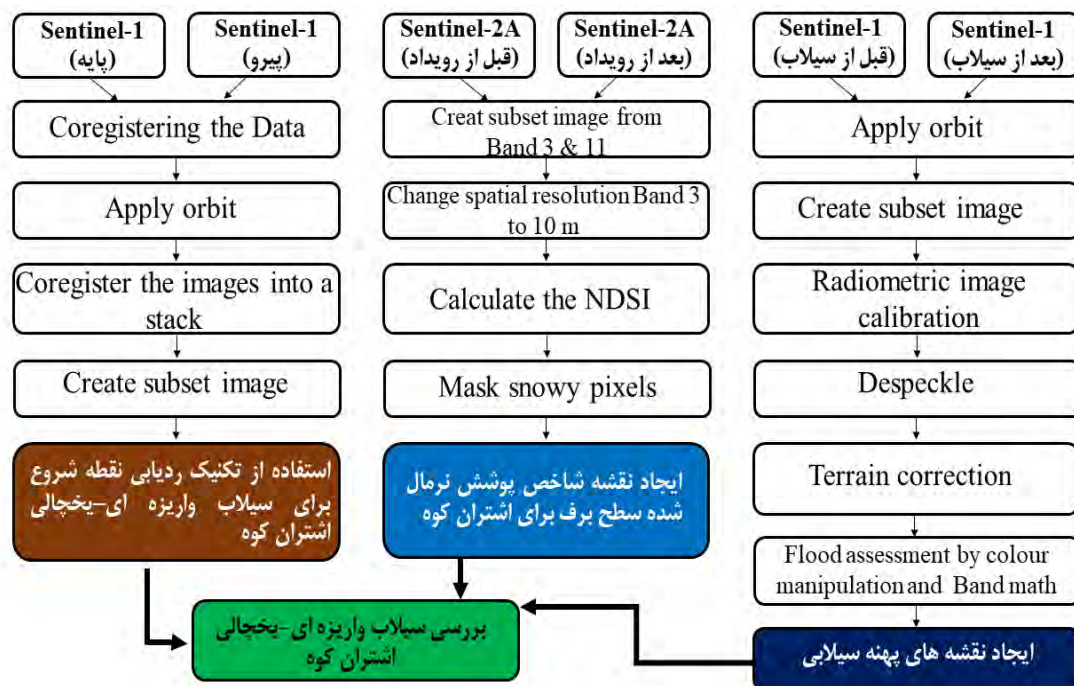 Sentinel-1
(پایه)
Sentinel-1
(پیرو)
Coregistering the Data
Apply orbit
Coregister the images into a
stack
Create subset image
استفاده از تکنیک ردیابی نقطه شروع
برای سیلاب واریزه ای-یخچالی
اشتران کوه
Sentinel-2A
(قبل از رویداد)
Sentinel-2A
(بعد از رویداد)
Creat subset image from
Band 3 & 11
Change spatial resolution Band 3
to 10 m
Calculate the NDSI
Mask snowy pixels
ایجاد نقشه شاخص پوشش نرمال
شده سطح برف برای اشتران کوه
Sentinel-1
(قبل از سیلاب)
Sentinel-1
(بعد از سیلاب)
Apply orbit
Create subset image
Radiometric image
calibration
Despeckle
Terrain correction
Flood assessment by colour
manipulation and Band math
ایجاد نقشه های پهنه سیلابی
بررسی سیلاب واریزه ای-یخچالی
اشتران کوه